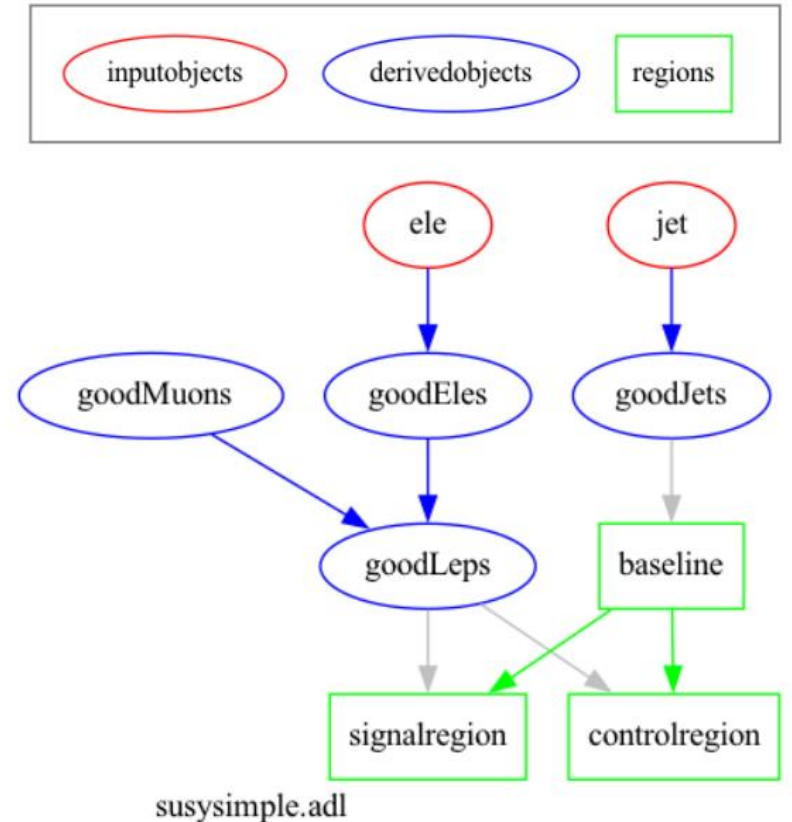 inputobjects derivedobjects regions
ele jet
goodMuons goodEles goodJets
goodLeps baseline
signalregion controlregion
susysimple.adl